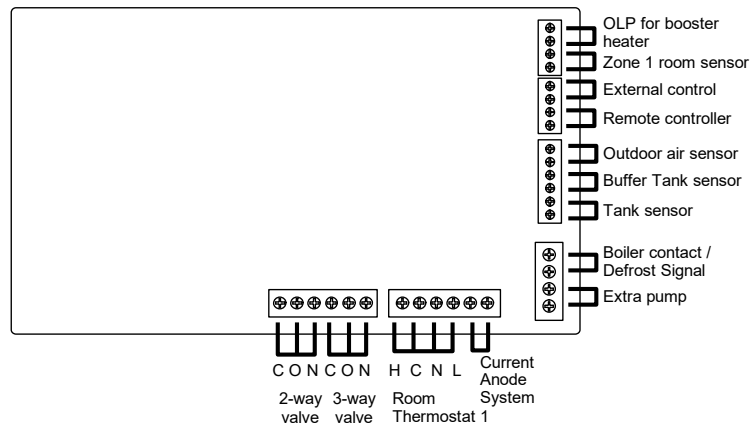 OLP for booster
heater
Zone 1 room sensor
External control
Remote controller
Outdoor air sensor
Buffer Tank sensor
Tank sensor
Boiler contact /
Defrost Signal
Extra pump
C O N C O N H C N L
2-way valve
3-way valve
Room
Thermostat 1
Current
Anode
System